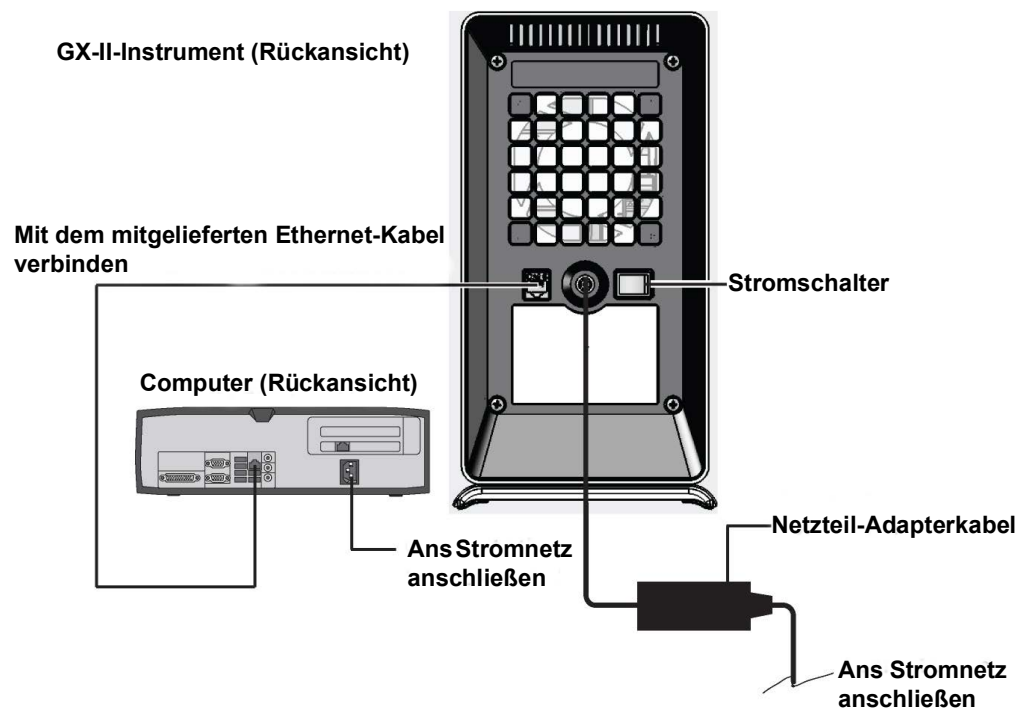 GX-II-Instrument (Rückansicht)
Mit dem mitgelieferten Ethernet-Kabel
verbinden
Stromschalter
Computer (Rückansicht)
Ans Stromnetz
anschließen
Netzteil-Adapterkabel
Ans Stromnetz
anschließen